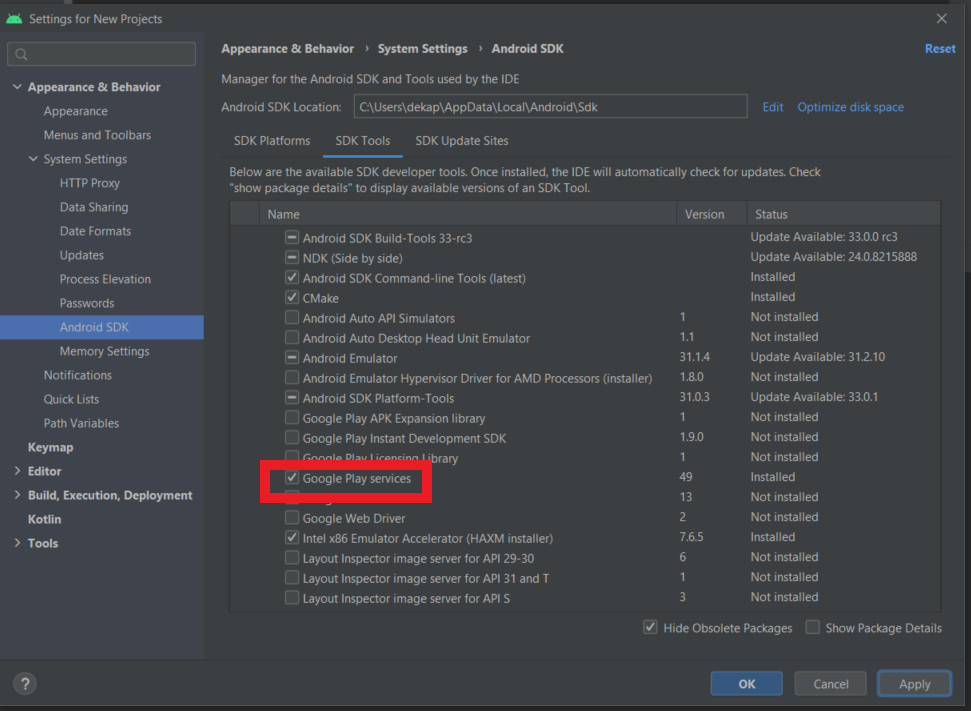 Settings for New Projects
Appearance & Behavior
Appearance
Menus and Toolbars
System Settings
HTTP Proxy
Data Sharing
Date Formats
Updates
Process Elevation
Passwords
Android SDK
Memory Settings
Notifications
Quick Lists
Path Variables
Keymap
Editor
Build, Execution, Deployment
Kotlin
Tools
Appearance & Behavior › System Settings › Android SDK Reset
Manager for the Android SDK and Tools used by the IDE
Android SDK Location: C:\Users\dekap\AppData\Local\Android\Sdk Edit Optimize disk space
SDK Platforms SDK Tools SDK Update Sites
Below are the available SDK developer tools. Once installed, the IDE will automatically check for updates. Check
"show package details" to display available versions of an SDK Tool.
Name Version Status
Android SDK Build-Tools 33-rc3 Update Available: 33.0.0 rc3
NDK (Side by side) Update Available: 24.0.8215888
Android SDK Command-line Tools (latest) Installed
CMake Installed
Android Auto API Simulators 1 Not installed
Android Auto Desktop Head Unit Emulator 1.1 Not installed
Android Emulator 31.1.4 Update Available: 31.2.10
Android Emulator Hypervisor Driver for AMD Processors (installer) 1.8.0 Not installed
Android SDK Platform-Tools 31.0.3 Update Available: 33.0.1
Google Play APK Expansion library 1 Not installed
Google Play Instant Development SDK 1.9.0 Not installed
Google Play Licensing Library 1 Not installed
Google Play services 49 Installed
13 Not installed
Google Web Driver 2 Not installed
Intel x86 Emulator Accelerator (HAXM installer) 7.6.5 Installed
Layout Inspector image server for API 29-30 6 Not installed
Layout Inspector image server for API 31 and T 1 Not installed
Layout Inspector image server for API S 3 Not installed
Hide Obsolete Packages Show Package Details
? OK Cancel Apply